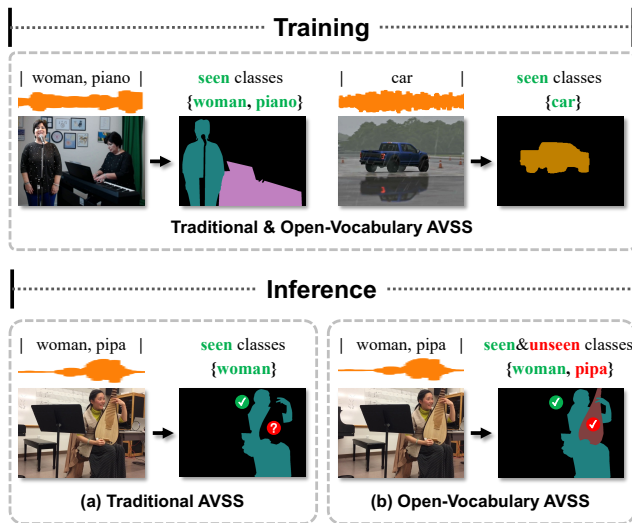 Training
| woman, piano |
seen classes
{woman, piano}
| car |
seen classes
{car}
Traditional & Open-Vocabulary AVSS
Inference
| woman, pipa |
seen classes
{woman}
?
(a) Traditional AVSS
| woman, pipa |
seen&unseen classes
{woman, pipa}
(b) Open-Vocabulary AVSS